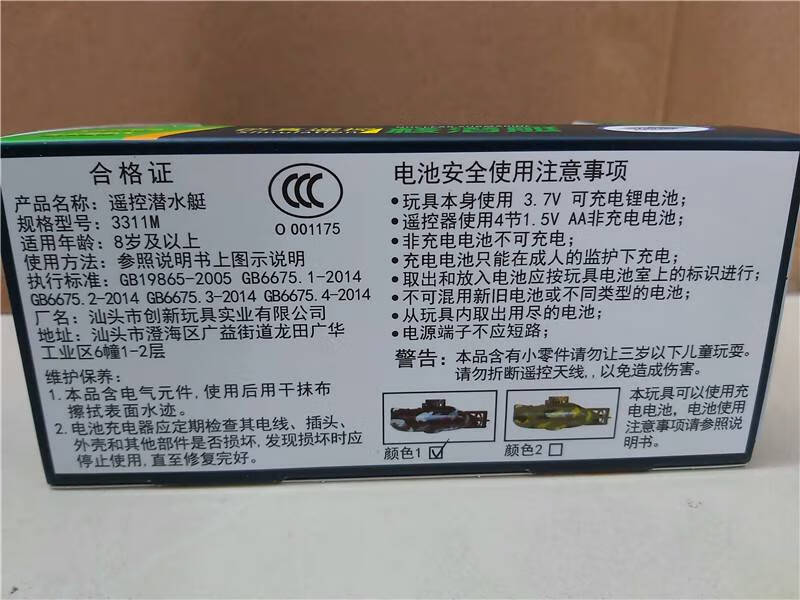 合格证
产品名称：遥控潜水艇
规格型号：3311M
适用年龄：8岁及以上
使用方法：参照说明书上图示说明
执行标准：GB19865-2005 GB6675.1-2014
GB6675.2-2014 GB6675.3-2014 GB6675.4-2014
厂名：汕头市创新玩具实业有限公司
地址：汕头市澄海区广益街道龙田广华
工业区6幢1-2层
CCC
O 001175
维护保养：
1.本品含电气元件，使用后用干抹布
擦拭表面水迹。
2.电池充电器应定期检查其电线、插头、
外壳和其他部件是否损坏，发现损坏时应
停止使用，直至修复完好。
电池安全使用注意事项
•玩具本身使用 3.7V 可充电锂电池；
•遥控器使用4节1.5V AA非充电电池；
•非充电电池不可充电；
•充电电池只能在成人的监护下充电；
•取出和放入电池应按玩具电池室上的标识进行；
•不可混用新旧电池或不同类型的电池；
•从玩具内取出用尽的电池；
•电源端子不应短路；
警告：本品含有小零件请勿让三岁以下儿童玩耍。
请勿折断遥控天线，，以免造成伤害。
颜色1☑
颜色2☐
本玩具可以使用充
电电池，电池使用
注意事项请参照说
明书。